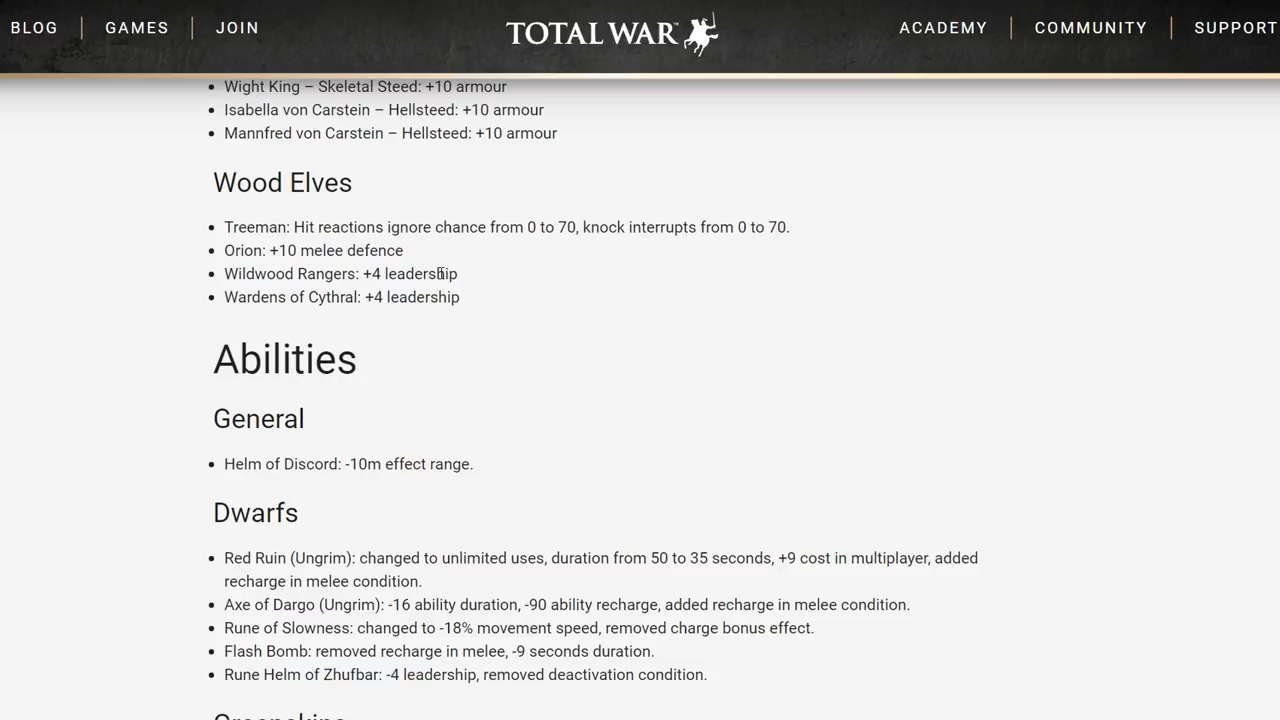 BLOG GAMES JOIN TOTAL WAR™ ACADEMY COMMUNITY SUPPORT
Wight King – Skeletal Steed: +10 armour
Isabella von Carstein – Hellsteed: +10 armour
Mannfred von Carstein – Hellsteed: +10 armour
Wood Elves
Treeman: Hit reactions ignore chance from 0 to 70, knock interrupts from 0 to 70.
Orion: +10 melee defence
Wildwood Rangers: +4 leadership
Wardens of Cythral: +4 leadership
Abilities
General
Helm of Discord: -10m effect range.
Dwarfs
Red Ruin (Ungrim): changed to unlimited uses, duration from 50 to 35 seconds, +9 cost in multiplayer, added
recharge in melee condition.
Axe of Dargo (Ungrim): -16 ability duration, -90 ability recharge, added recharge in melee condition.
Rune of Slowness: changed to -18% movement speed, removed charge bonus effect.
Flash Bomb: removed recharge in melee, -9 seconds duration.
Rune Helm of Zhufbar: -4 leadership, removed deactivation condition.
Greenskins